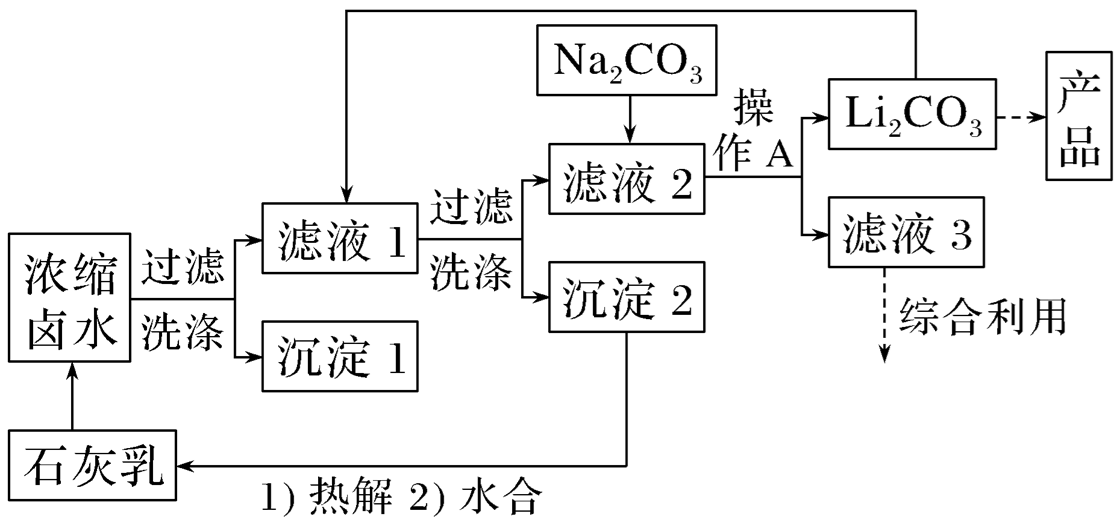 Na₂CO₃
操
作 A
Li₂CO₃
产
品
滤液 2
过滤
洗涤
滤液 1
滤液 3
浓缩
卤水
过滤
洗涤
沉淀 2
综合利用
沉淀 1
石灰乳
1) 热解 2) 水合